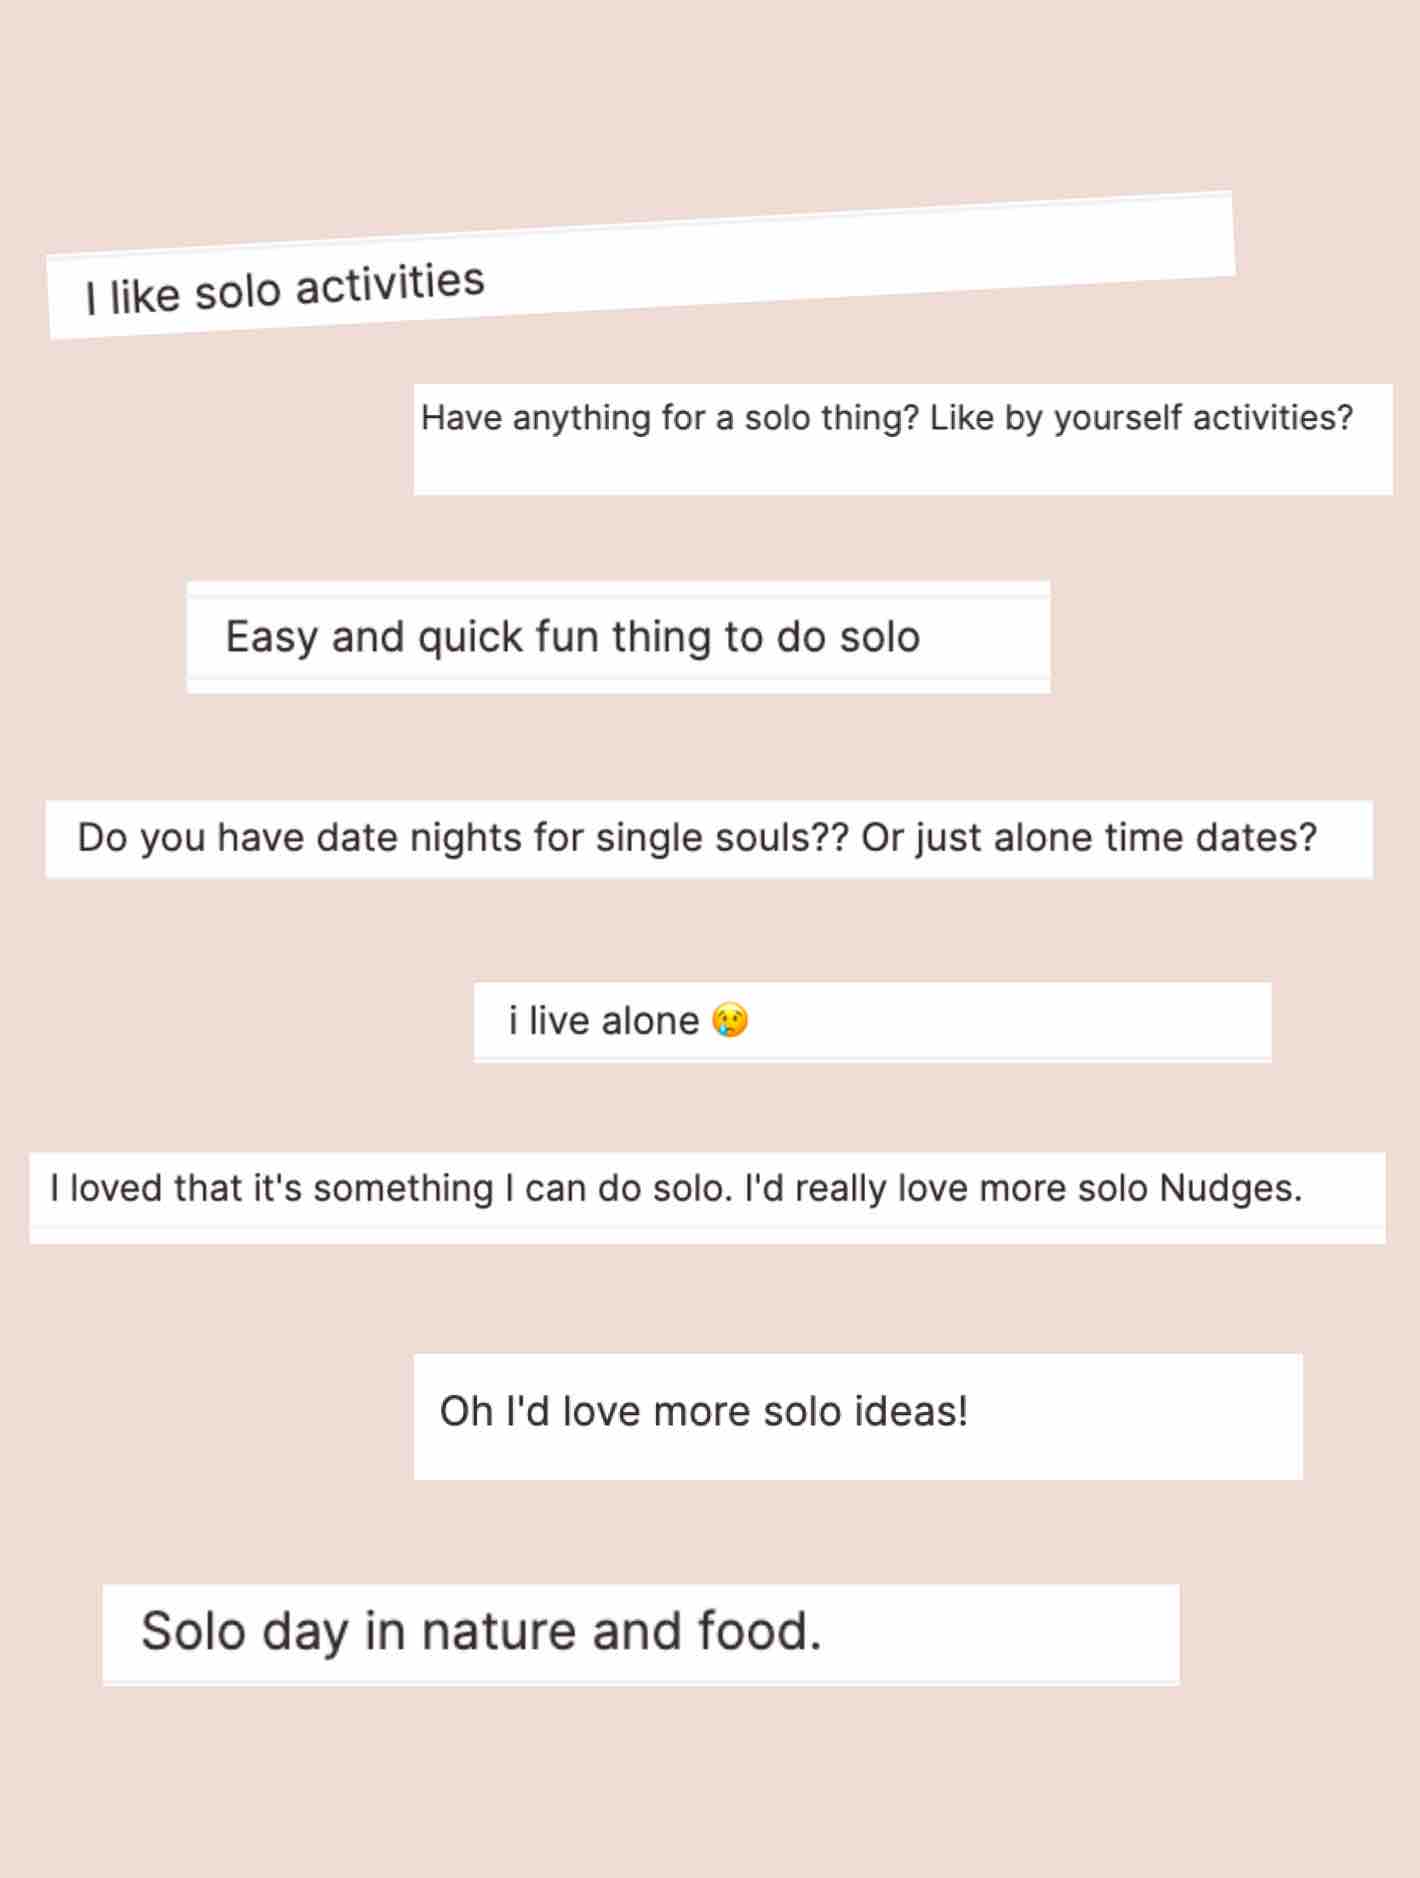 I like solo activities
Have anything for a solo thing? Like by yourself activities?
Easy and quick fun thing to do solo
Do you have date nights for single souls?? Or just alone time dates?
i live alone 😢
I loved that it's something I can do solo. I'd really love more solo Nudges.
Oh I'd love more solo ideas!
Solo day in nature and food.